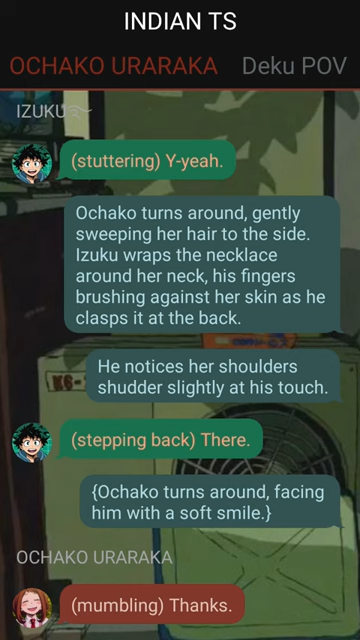 INDIAN TS
OCHAKO URARAKA Deku POV
IZUKU~
(stuttering) Y-yeah.
Ochako turns around, gently
sweeping her hair to the side.
Izuku wraps the necklace
around her neck, his fingers
brushing against her skin as he
clasps it at the back.
K6-
He notices her shoulders
shudder slightly at his touch.
(stepping back) There.
{Ochako turns around, facing
him with a soft smile.}
OCHAKO URARAKA
(mumbling) Thanks.